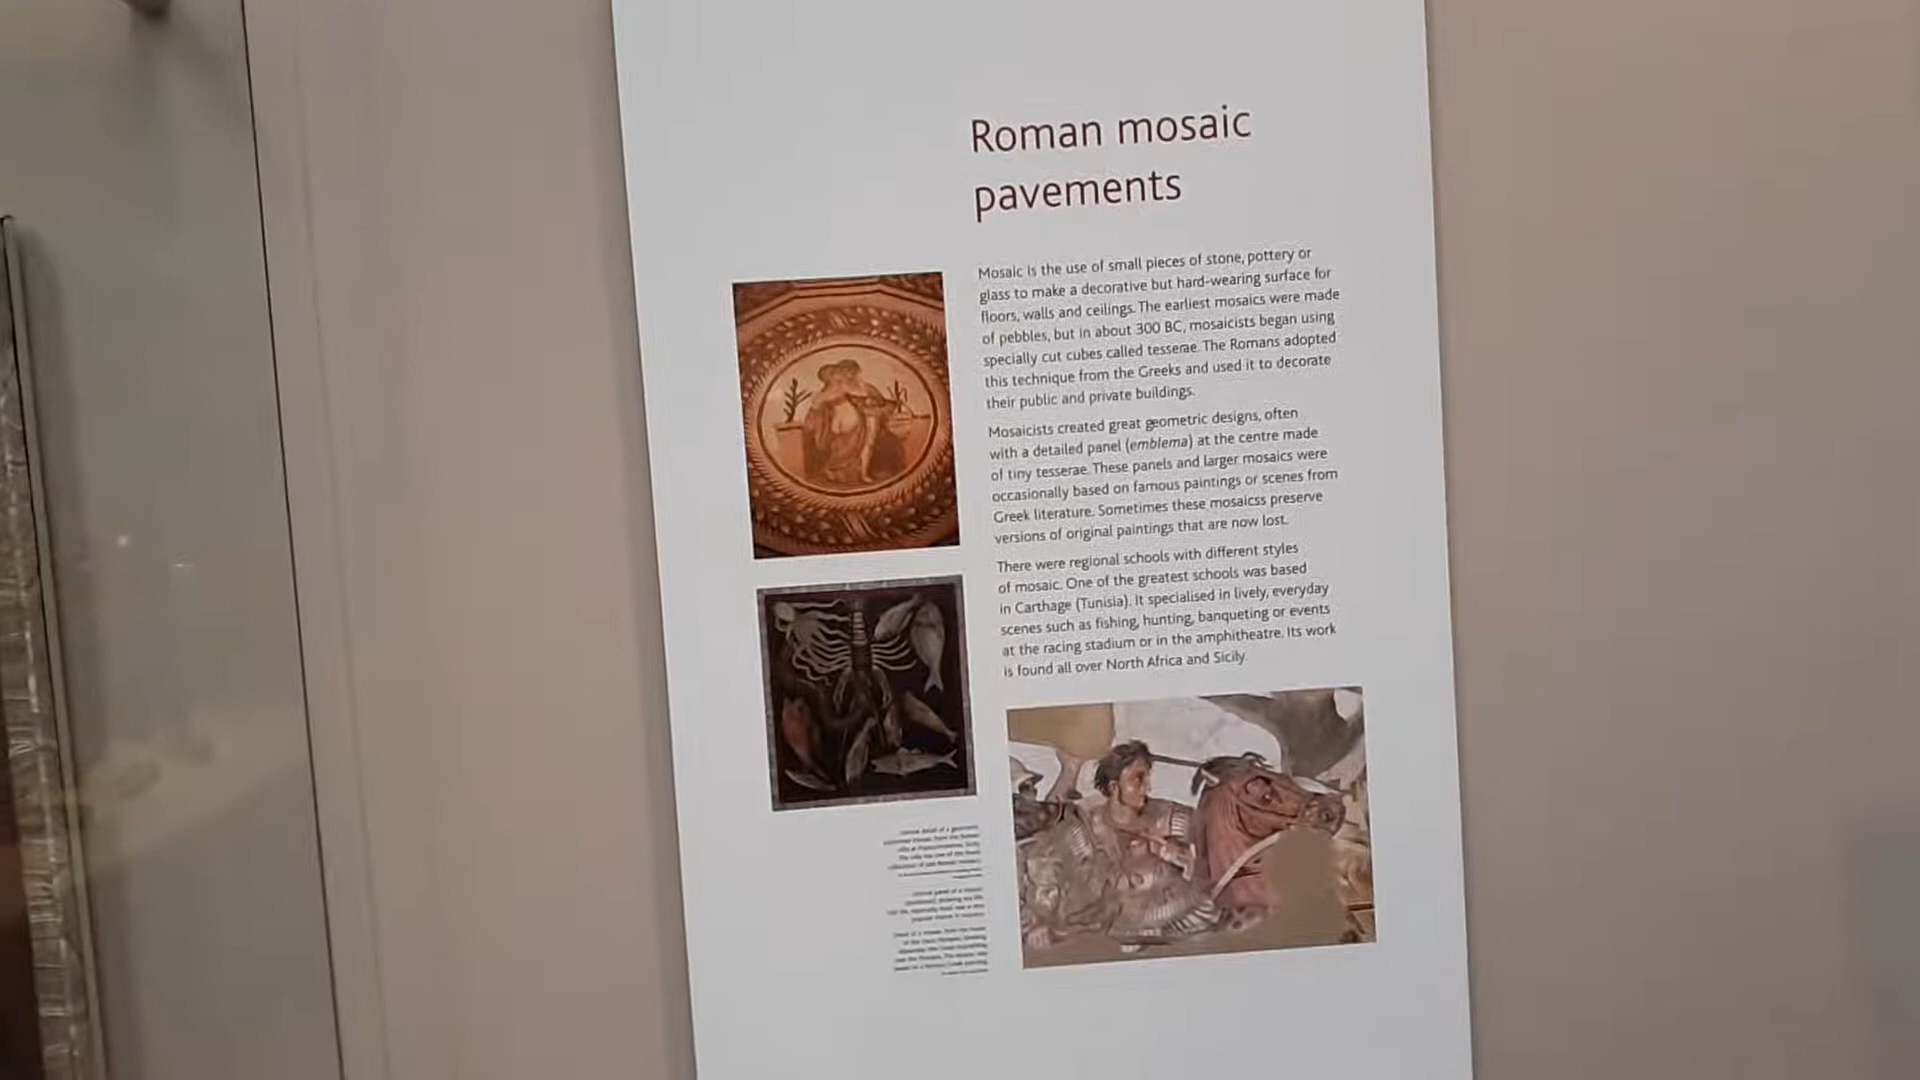 Roman mosaic
pavements
Mosaic is the use of small pieces of stone, pottery or
glass to make a decorative but hard-wearing surface for
floors, walls and ceilings. The earliest mosaics were made
of pebbles, but in about 300 BC, mosaicists began using
specially cut cubes called tesserae. The Romans adopted
this technique from the Greeks and used it to decorate
their public and private buildings.
Mosaicists created great geometric designs, often
with a detailed panel (emblema) at the centre made
of tiny tesserae. These panels and larger mosaics were
occasionally based on famous paintings or scenes from
Greek literature. Sometimes these mosaicss preserve
versions of original paintings that are now lost.
There were regional schools with different styles
of mosaic. One of the greatest schools was based
in Carthage (Tunisia). It specialised in lively, everyday
scenes such as fishing, hunting, banqueting or events
at the racing stadium or in the amphitheatre. Its work
is found all over North Africa and Sicily.